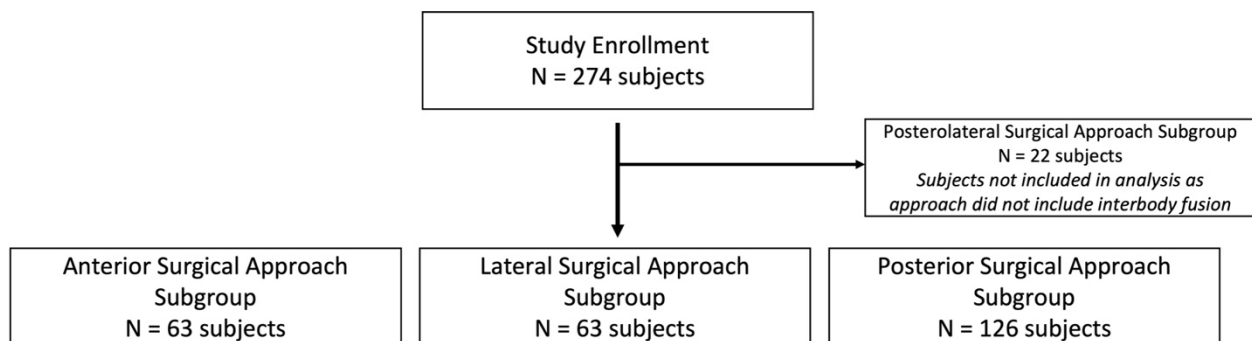 Study Enrollment
N = 274 subjects
Posterolateral Surgical Approach Subgroup
N = 22 subjects
Subjects not included in analysis as
approach did not include interbody fusion
Anterior Surgical Approach
Subgroup
N = 63 subjects
Lateral Surgical Approach
Subgroup
N = 63 subjects
Posterior Surgical Approach
Subgroup
N = 126 subjects